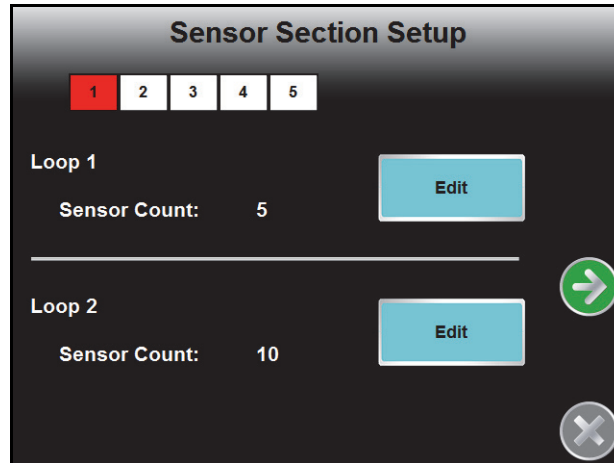 Sensor Section Setup
1 2 3 4 5
Loop 1
Edit
Sensor Count: 5
Loop 2
Edit
Sensor Count: 10